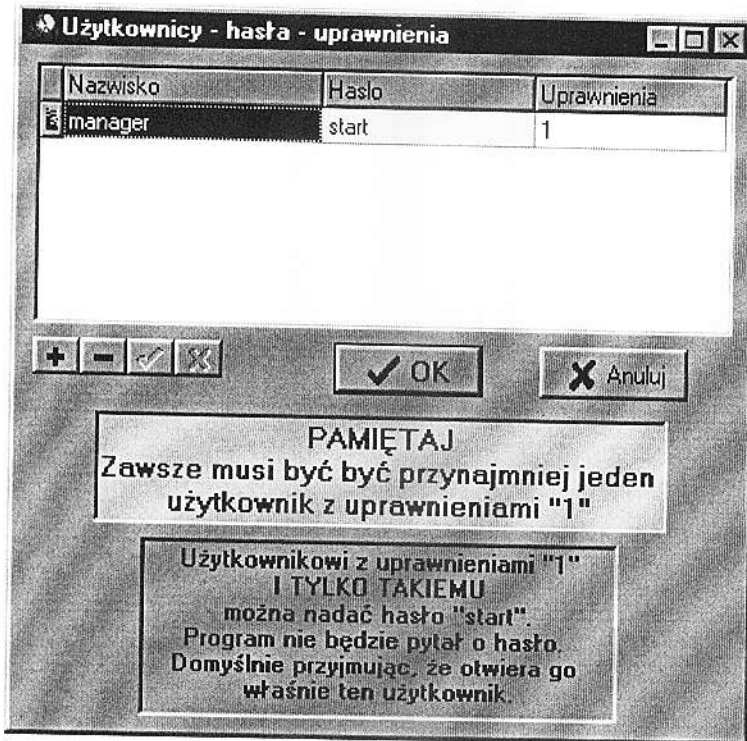 Użytkownicy - hasła - uprawnienia
Nazwisko Haslo Uprawnienia
manager start 1
OK Anuluj
PAMIĘTAJ
Zawsze musi być być przynajmniej jeden
użytkownik z uprawnieniami "1"
Użytkownikowi z uprawnieniami "1"
I TYLKO TAKIEMU
można nadać hasło "start".
Program nie będzie pytał o hasło.
Domyślnie przyjmując, że otwiera go
właśnie ten użytkownik.